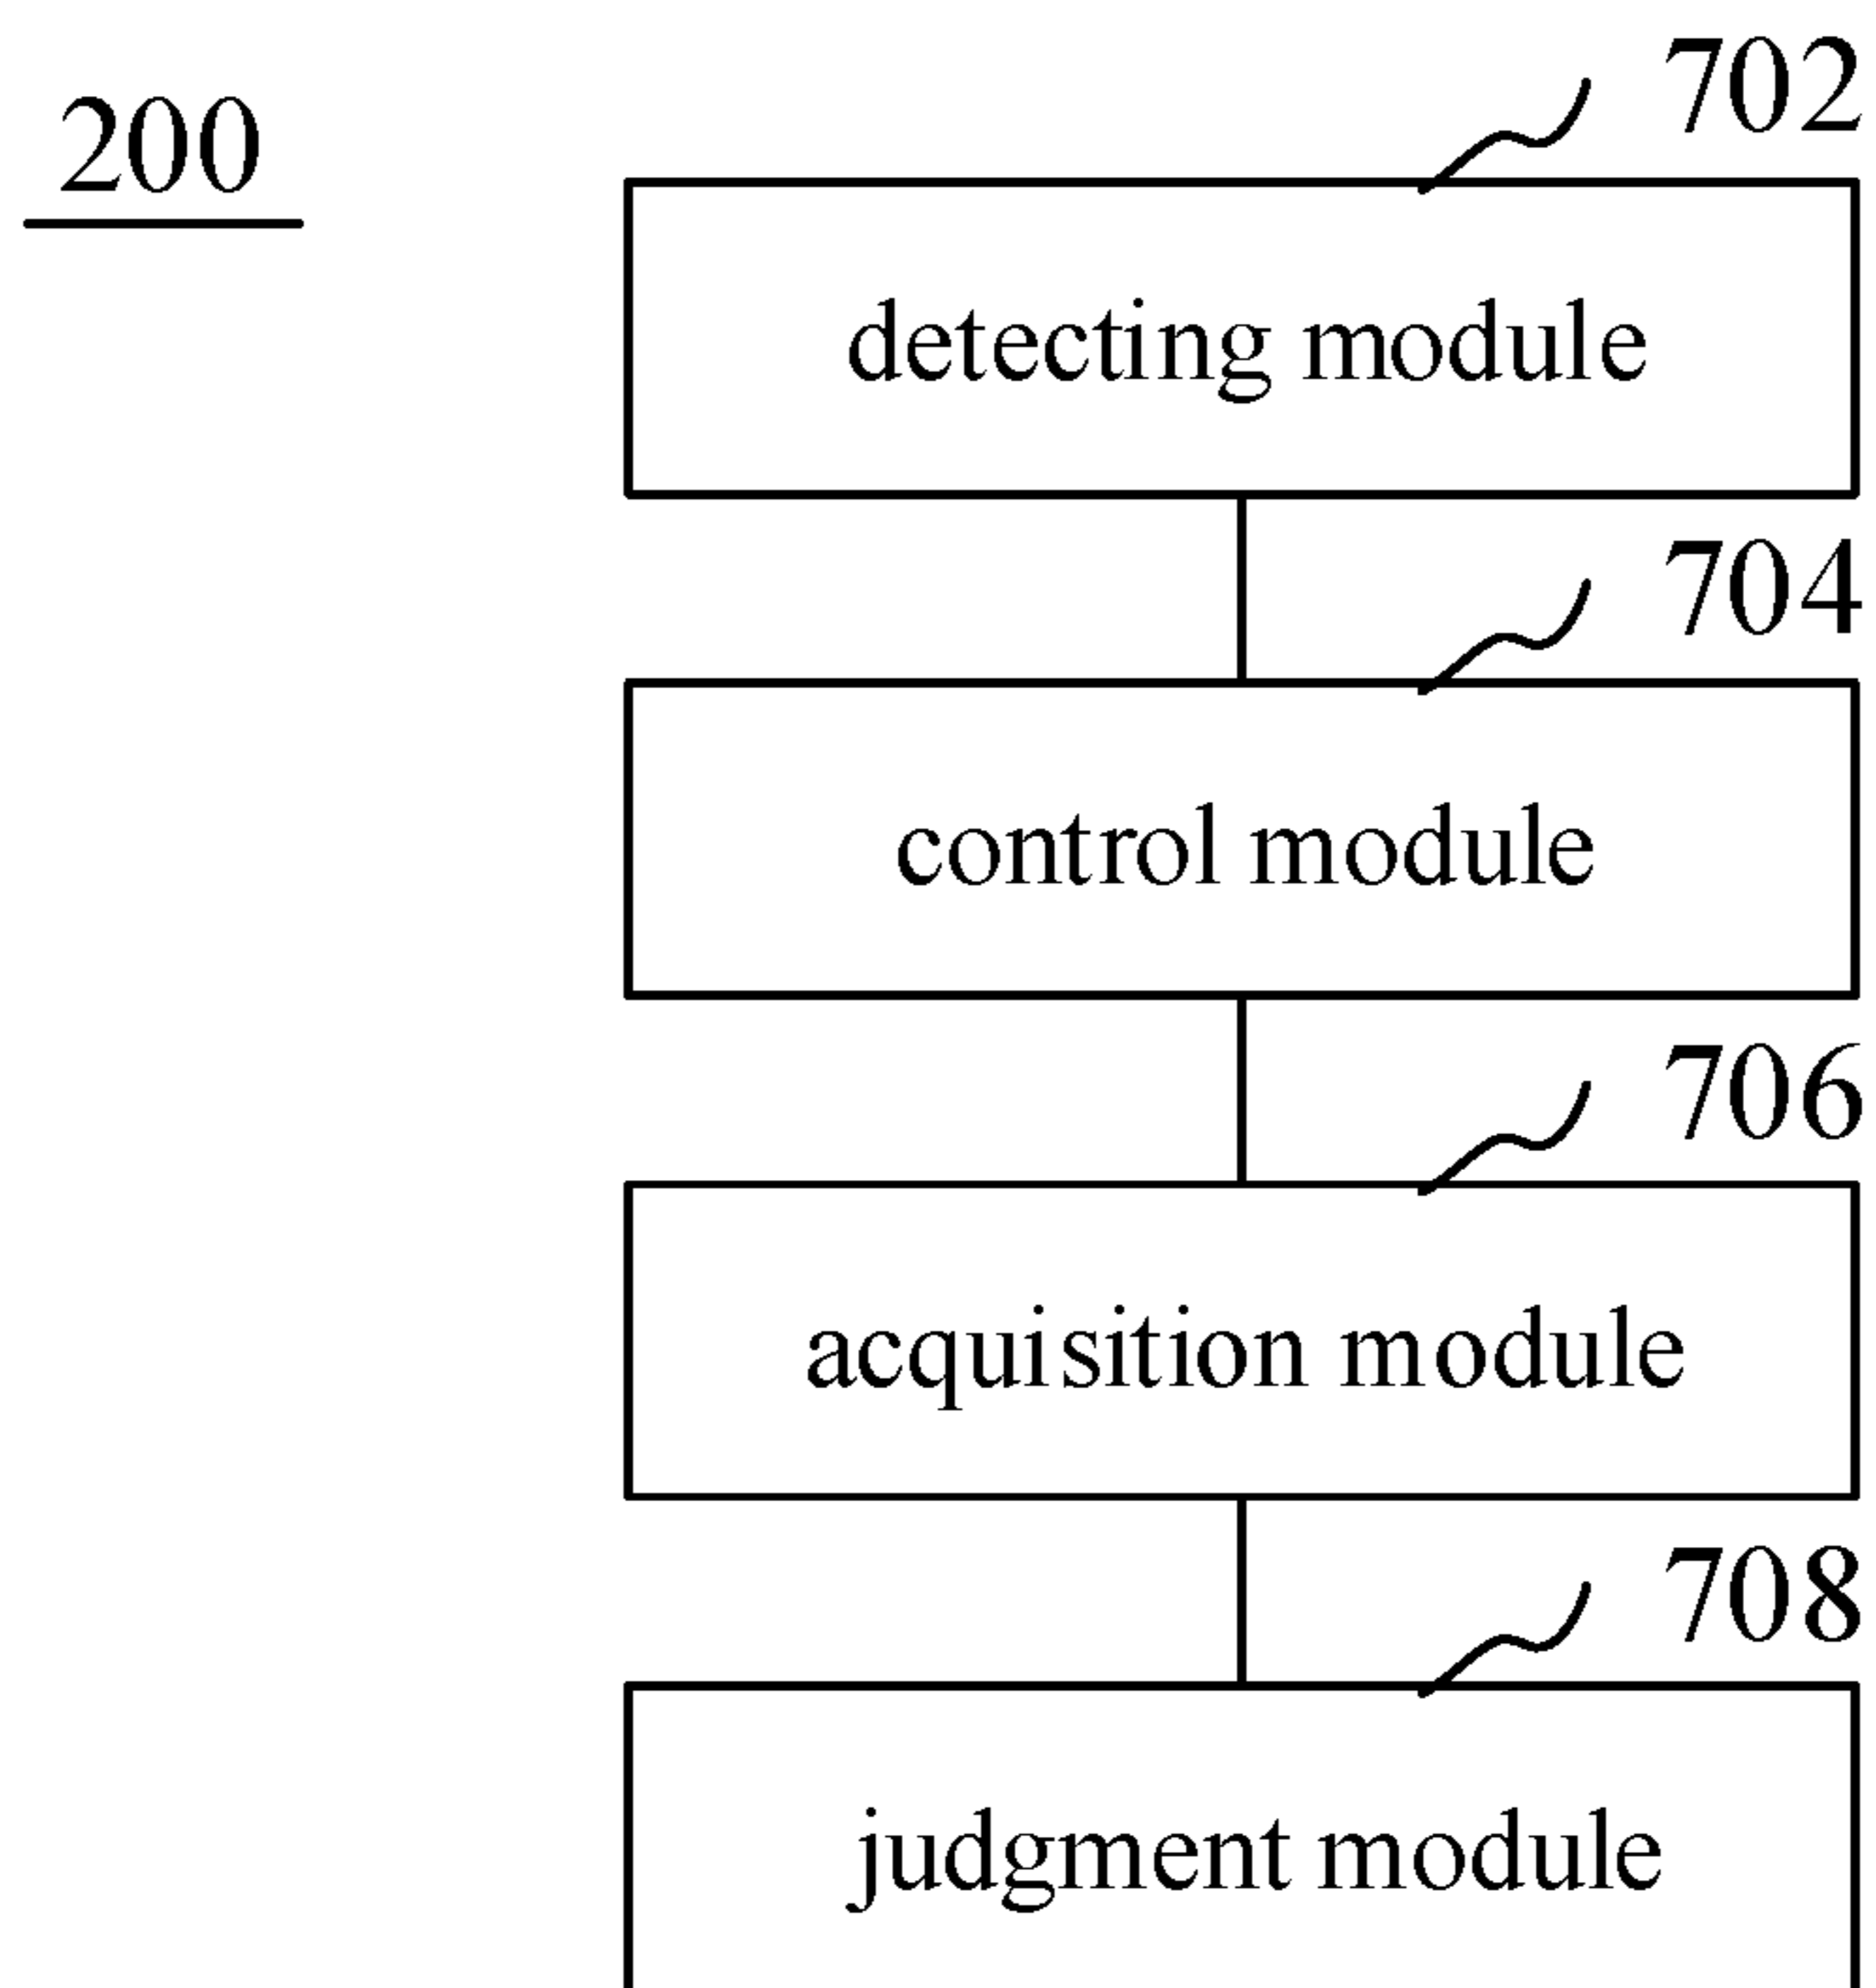 200
702
detecting module
704
control module
706
acquisition module
708
judgment module